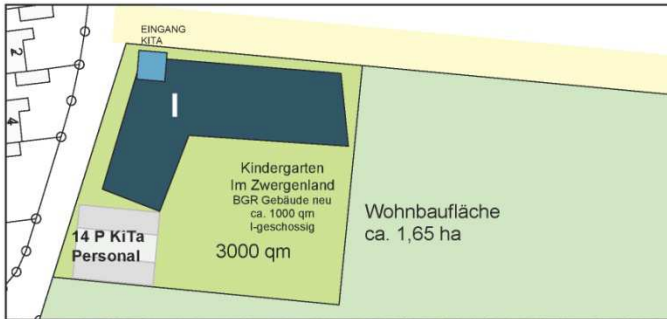 EINGANG
KITA
2
4
I
Kindergarten
Im Zwergenland
BGR Gebäude neu
ca. 1000 qm
I-geschossig
3000 qm
14 P KiTa
Personal
Wohnbaufläche
ca. 1,65 ha